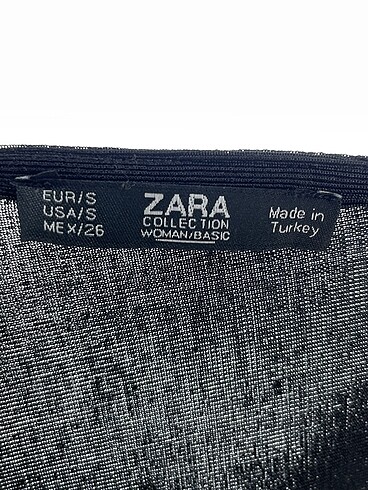 EUR/S
USA/S
MEX/26
ZARA
COLLECTION
WOMAN/BASIC
Made in
Turkey